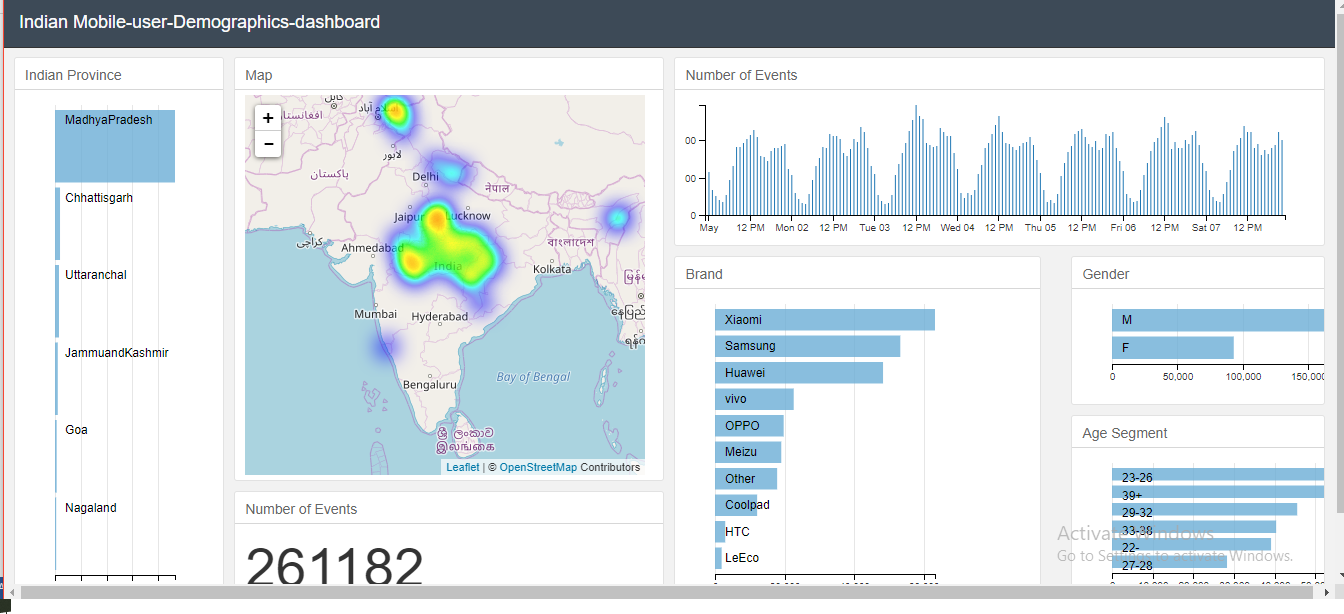 Indian Mobile-user-Demographics-dashboard
Indian Province
MadhyaPradesh
Chhattisgarh
Uttaranchal
JammuandKashmir
Goa
Nagaland
Map
+
−
افغانستان
لاہور
پاکستان
Delhi
नेपाल
Jaipur
Lucknow
কراچی
Ahmedabad
বাংলাদেশ
India
Kolkata
Mumbai
Hyderabad
Bay of Bengal
Bengaluru
ශ්‍රී ලංකාව
இலங்கை
Leaflet | © OpenStreetMap Contributors
Number of Events
261182
Number of Events
00
00
0
May 12 PM Mon 02 12 PM Tue 03 12 PM Wed 04 12 PM Thu 05 12 PM Fri 06 12 PM Sat 07 12 PM
Brand
Xiaomi
Samsung
Huawei
vivo
OPPO
Meizu
Other
Coolpad
HTC
LeEco
Gender
M
F
0 50,000 100,000 150,000
Age Segment
23-26
39+
29-32
33-38
22-
27-28
Activate Windows
Go to Settings to activate Windows.